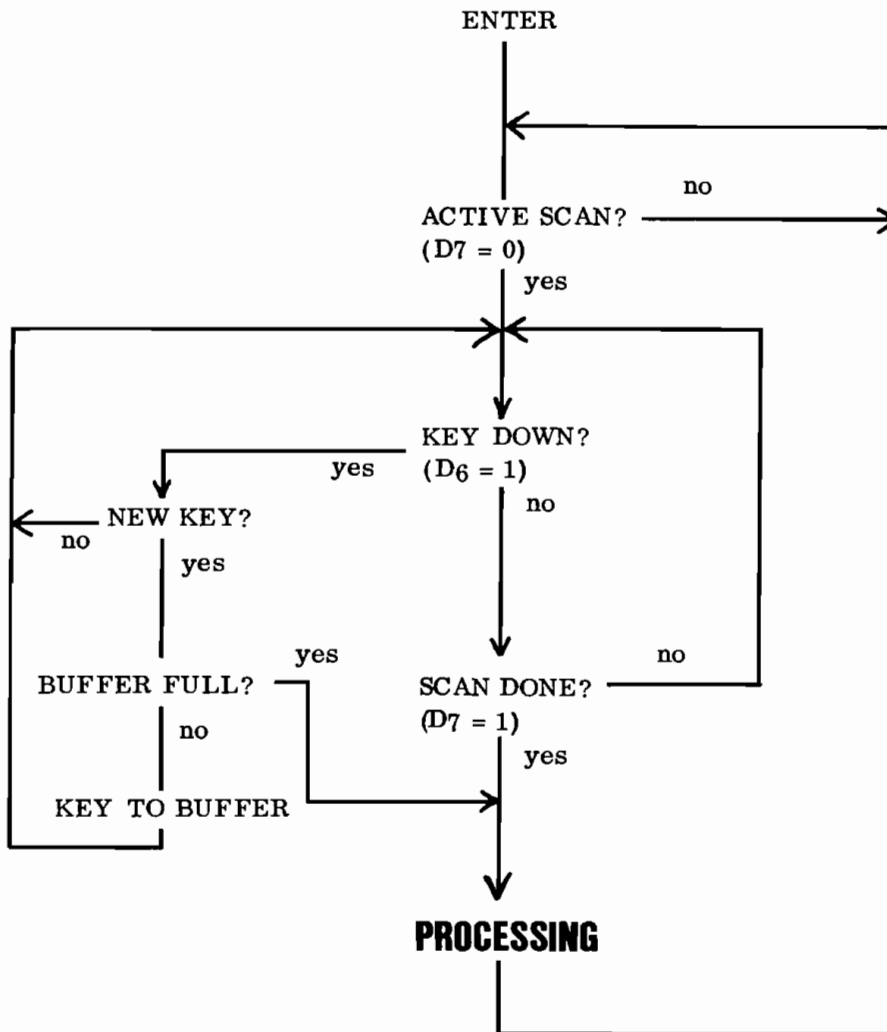 ENTER
no
ACTIVE SCAN?
(D7 = 0)
yes
KEY DOWN?
(D6 = 1)
yes
no
NEW KEY?
no
yes
BUFFER FULL?
yes
no
SCAN DONE?
(D7 = 1)
no
yes
KEY TO BUFFER
PROCESSING